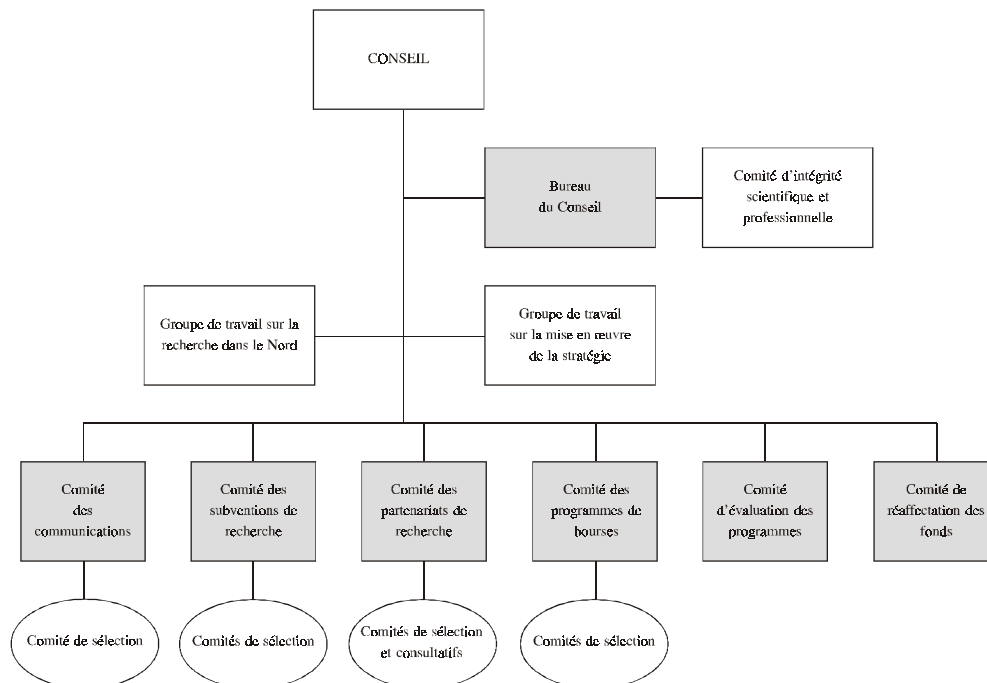 CONSEIL
Bureau
du Conseil
Comité d'intégrité
scientifique et
professionnelle
Groupe de travail sur la
recherche dans le Nord
Groupe de travail
sur la mise en œuvre
de la stratégie
Comité
des
communications
Comité des
subventions de
recherche
Comité des
partenariats de
recherche
Comité des
programmes de
bourses
Comité
d'évaluation des
programmes
Comité de
réaffectation des
fonds
Comité de sélection
Comités de sélection
Comités de sélection
et consultatifs
Comités de sélection